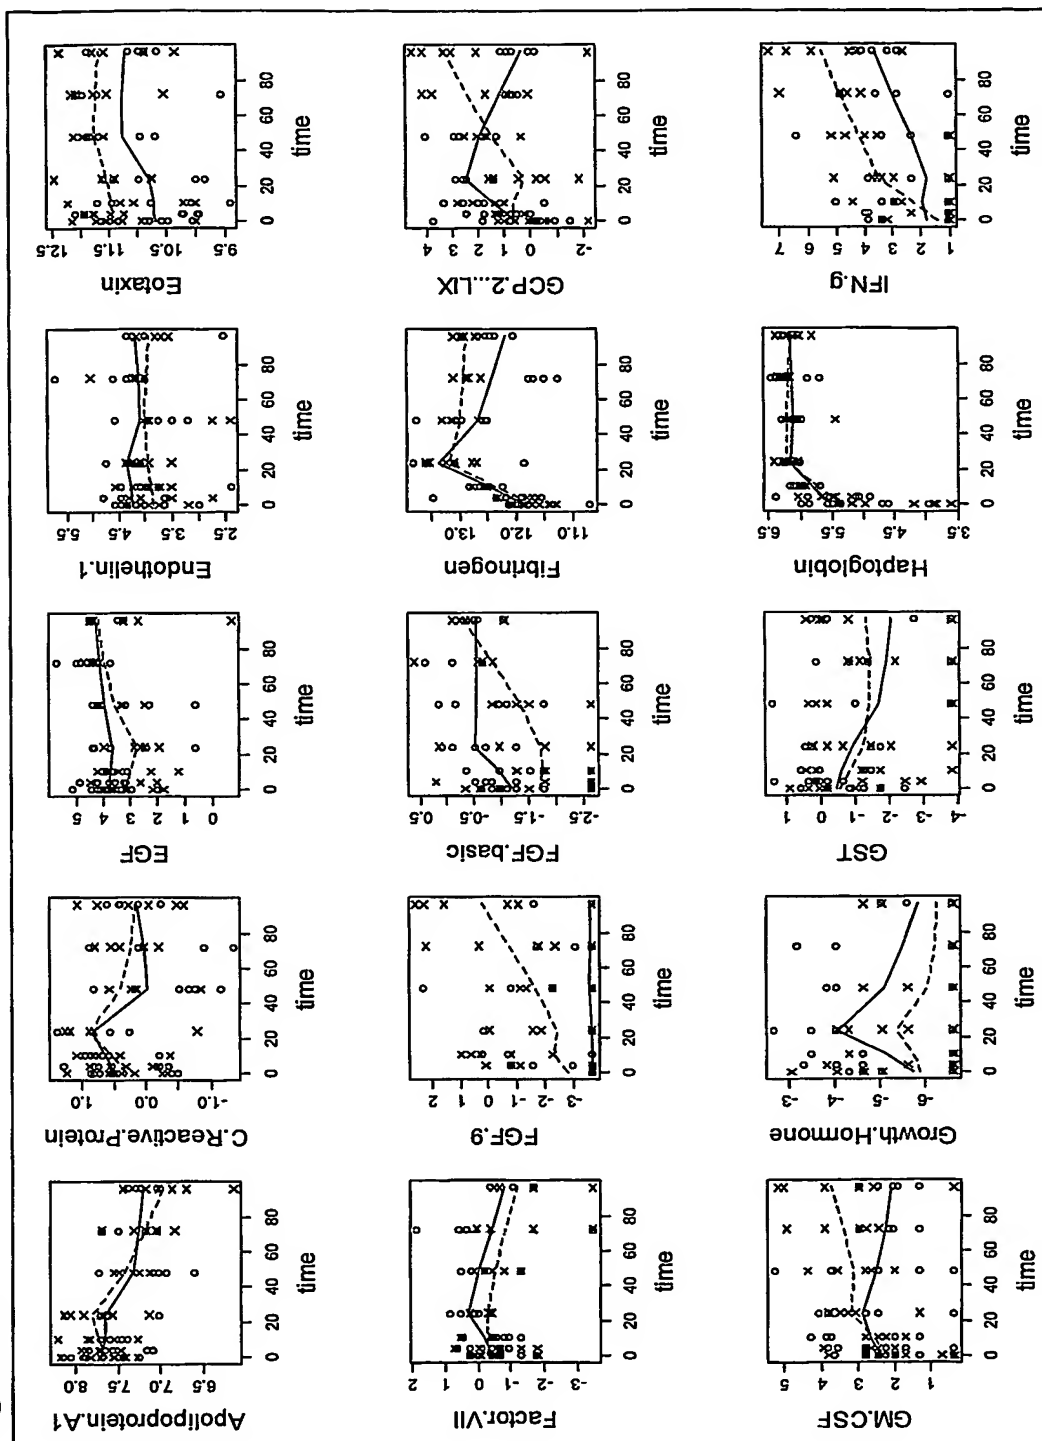 Apolipoprotein.A1
8.0 7.5 7.0 6.5
0 20 40 60 80
time
C.Reactive.Protein
1.0 0.0 -1.0
0 20 40 60 80
time
EGF
5 4 3 2 0
0 20 40 60 80
time
Endothelin.1
5.5 4.5 3.5 2.5
0 20 40 60 80
time
Eotaxin
12.5 11.5 10.5 9.5
0 20 40 60 80
time
Factor.VII
2 0 -1 -2 -3
0 20 40 60 80
time
FGF.9
2 0 -1 -3
0 20 40 60 80
time
FGF.basic
0.5 -0.5 -1.5 -2.5
0 20 40 60 80
time
Fibrinogen
13.0 12.0 11.0
0 20 40 60 80
time
GCP.2...LIX
4 3 2 1 0 -2
0 20 40 60 80
time
GM.CSF
5 4 3 2 1
0 20 40 60 80
time
Growth.Hormone
-3 -4 -5 -6
0 20 40 60 80
time
GST
1 0 -1 -2 -3 -4
0 20 40 60 80
time
Haptoglobin
6.5 5.5 4.5 3.5
0 20 40 60 80
time
IFN.g
7 6 5 4 3 2 1
0 20 40 60 80
time